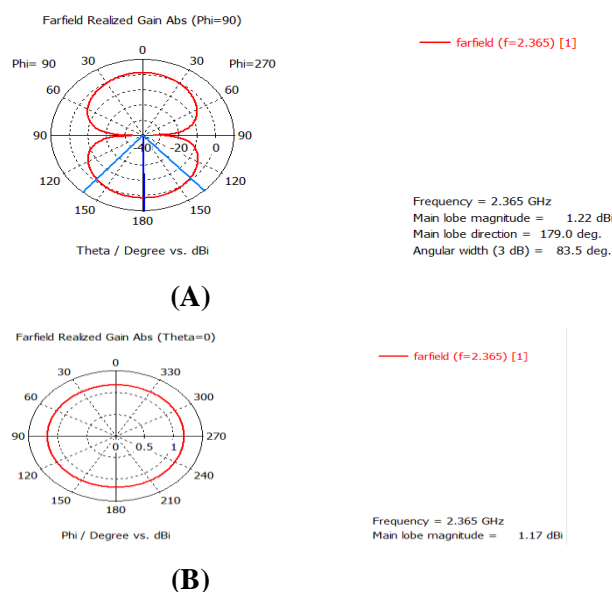 Farfield Realized Gain Abs (Phi=90)
farfield (f=2.365) [1]
0
Phi= 90 30 30 Phi=270
60 60
90 -40 -20 0 90
120 120
150 150
180
Theta / Degree vs. dBi
Frequency = 2.365 GHz
Main lobe magnitude = 1.22 dBi
Main lobe direction = 179.0 deg.
Angular width (3 dB) = 83.5 deg.
(A)
Farfield Realized Gain Abs (Theta=0)
farfield (f=2.365) [1]
0
30 330
60 300
90 0 0.5 1 270
120 240
150 210
180
Phi / Degree vs. dBi
Frequency = 2.365 GHz
Main lobe magnitude = 1.17 dBi
(B)